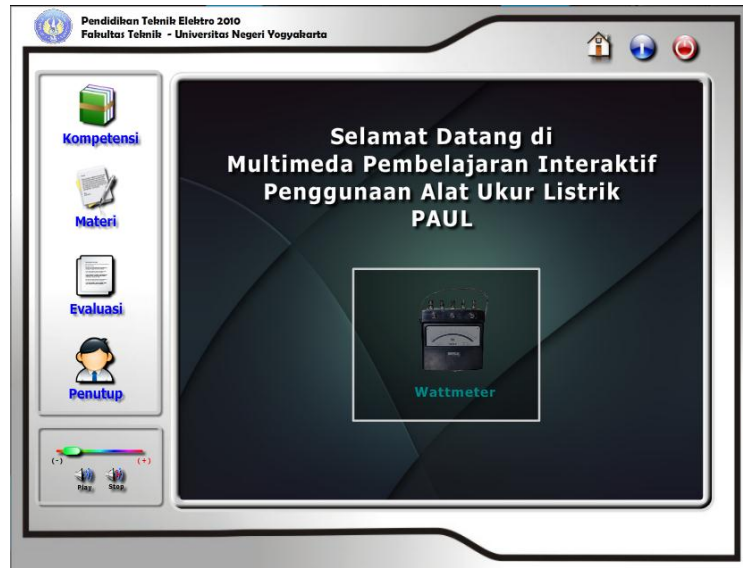 Pendidikan Teknik Elektro 2010
Fakultas Teknik - Universitas Negeri Yogyakarta
Kompetensi
Materi
Evaluasi
Penutup
(-)
(+)
Play
Stop
Selamat Datang di
Multimeda Pembelajaran Interaktif
Penggunaan Alat Ukur Listrik
PAUL
Wattmeter